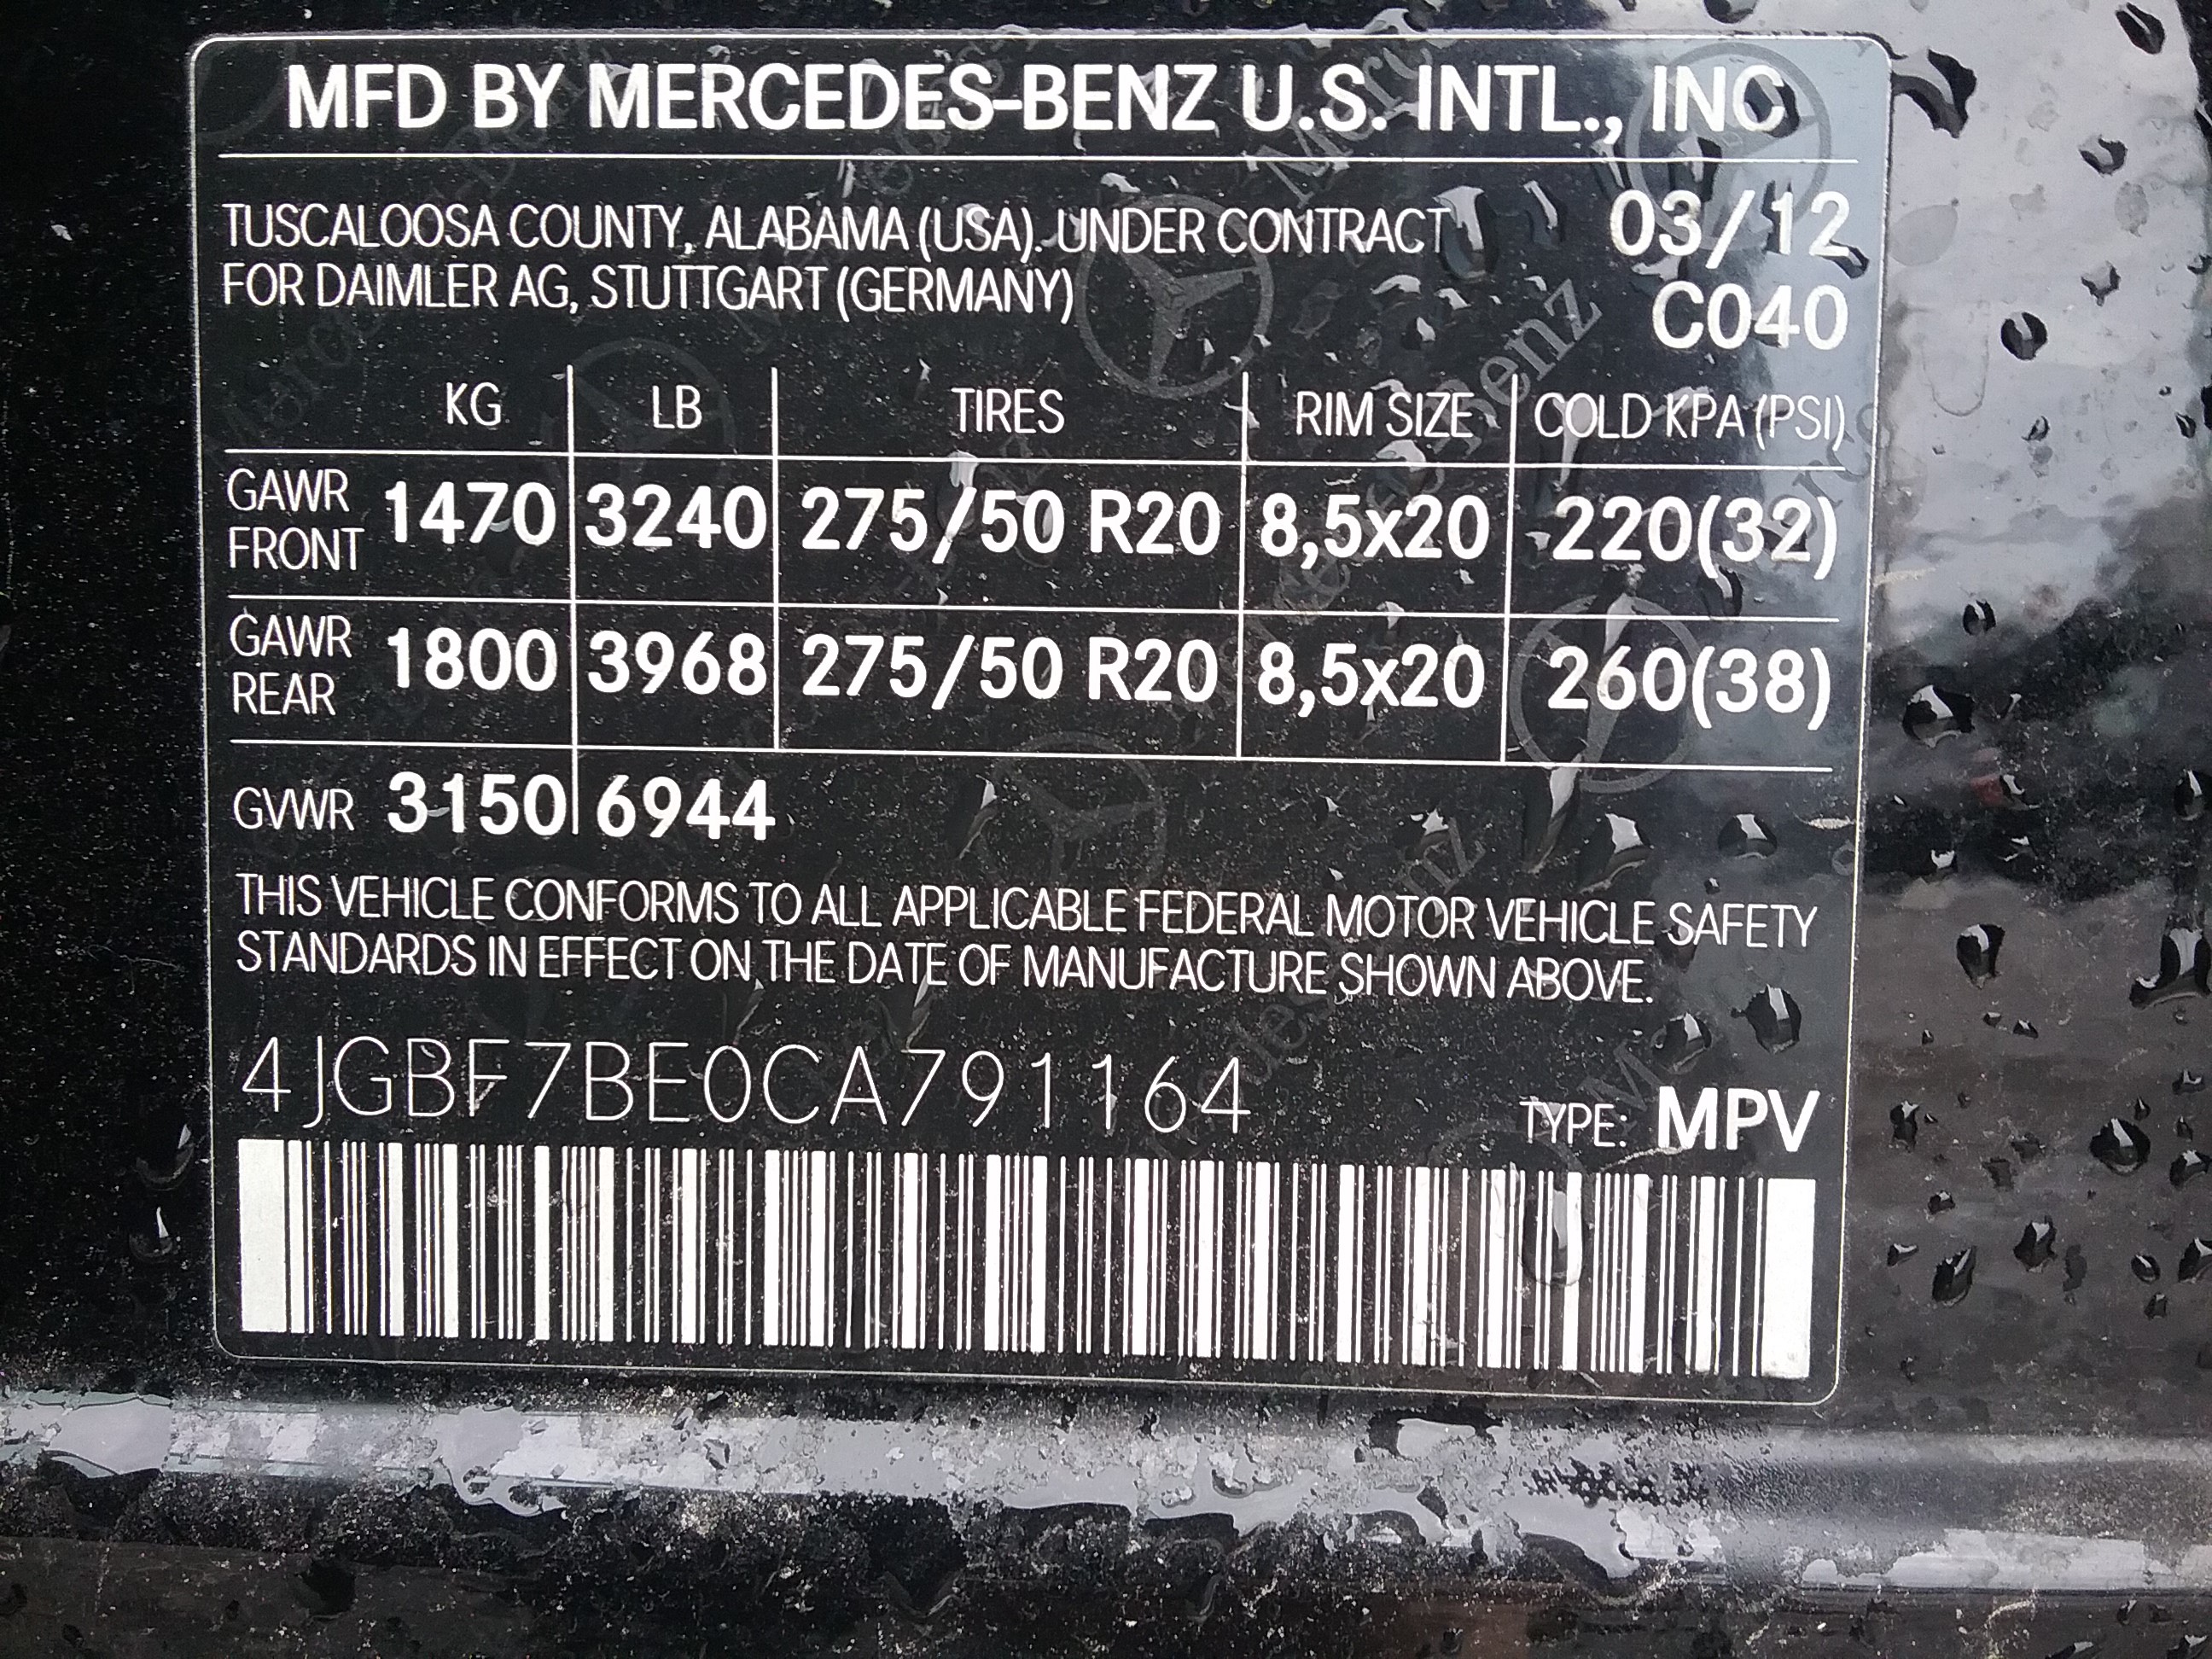 MFD BY MERCEDES-BENZ U.S. INTL., INC
TUSCALOOSA COUNTY, ALABAMA (USA). UNDER CONTRACT
FOR DAIMLER AG, STUTTGART (GERMANY)
03/12
C040
KG LB TIRES RIM SIZE COLD KPA (PSI)
GAWR FRONT 1470 3240 275/50 R20 8,5x20 220(32)
GAWR REAR 1800 3968 275/50 R20 8,5x20 260(38)
GVWR 3150 6944
THIS VEHICLE CONFORMS TO ALL APPLICABLE FEDERAL MOTOR VEHICLE SAFETY
STANDARDS IN EFFECT ON THE DATE OF MANUFACTURE SHOWN ABOVE.
4JGBF7BE0CA791164
TYPE: MPV